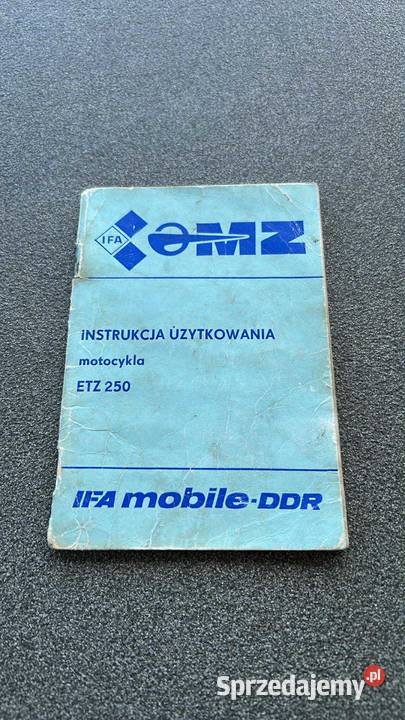 IFA
MZ
INSTRUKCJA UŻYTKOWANIA
motocykla
ETZ 250
IFA mobile-DDR
Sprzedajemy.pl